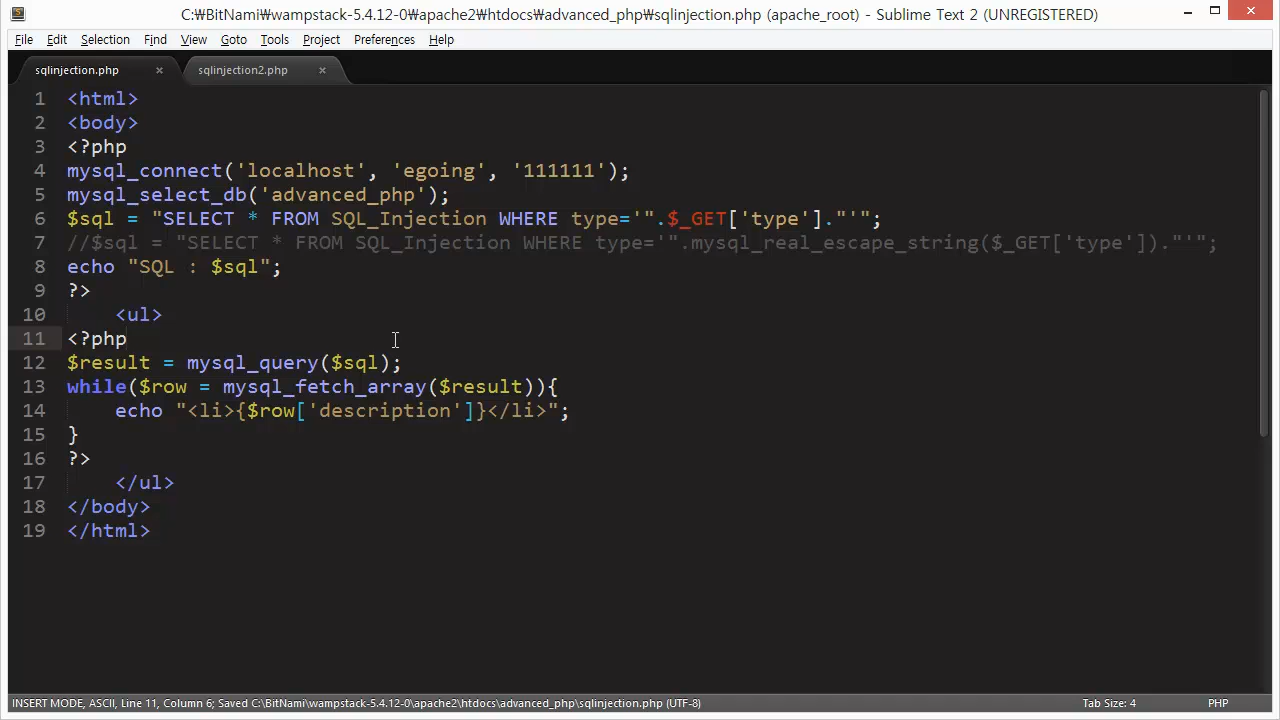 C:₩BitNami₩wampstack-5.4.12-0₩apache2₩htdocs₩advanced_php₩sqlinjection.php (apache_root) - Sublime Text 2 (UNREGISTERED)
File Edit Selection Find View Goto Tools Project Preferences Help
sqlinjection.php × sqlinjection2.php ×
1 <html>
2 <body>
3 <?php
4 mysql_connect('localhost', 'egoing', '111111');
5 mysql_select_db('advanced_php');
6 $sql = "SELECT * FROM SQL_Injection WHERE type='".$_GET['type']."'";
7 //$sql = "SELECT * FROM SQL_Injection WHERE type='".mysql_real_escape_string($_GET['type'])."'";
8 echo "SQL : $sql";
9 ?>
10     <ul>
11 <?php
12 $result = mysql_query($sql);
13 while($row = mysql_fetch_array($result)){
14     echo "<li>{$row['description']}</li>";
15 }
16 ?>
17     </ul>
18 </body>
19 </html>
INSERT MODE, ASCII, Line 11, Column 6; Saved C:₩BitNami₩wampstack-5.4.12-0₩apache2₩htdocs₩advanced_php₩sqlinjection.php (UTF-8) Tab Size: 4 PHP